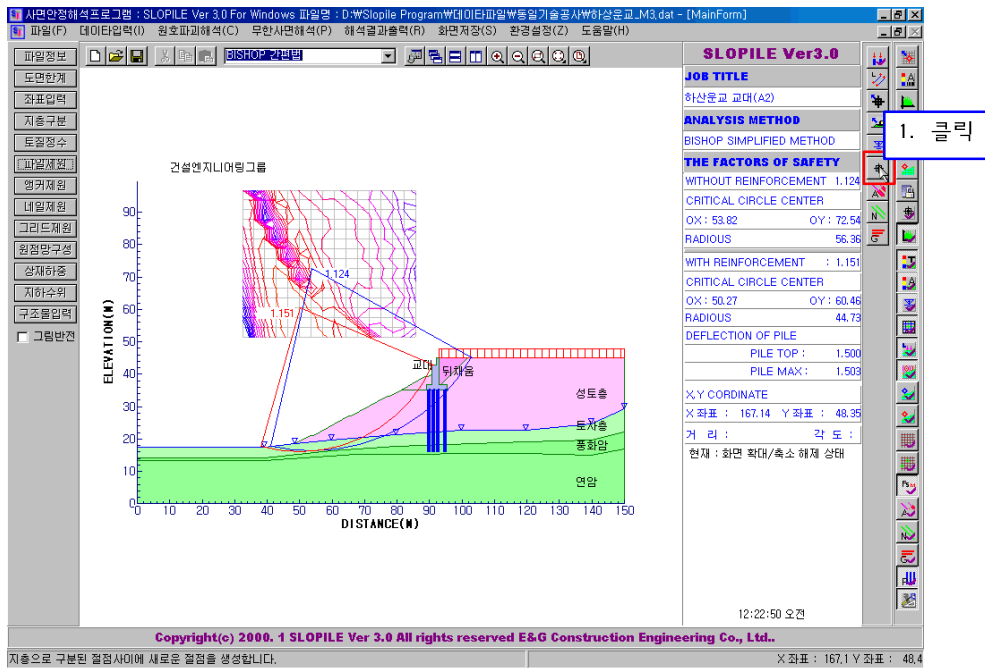 사면안정해석프로그램 : SLOPILE Ver 3,0 For Windows 파일명 : D:₩Slopile Program₩데이타파일₩동일기술공사₩하상운교_M3,dat - [MainForm]
파일(F) 데이타입력(I) 원호파괴해석(C) 무한사면해석(P) 해석결과출력(R) 화면저장(S) 환경설정(Z) 도움말(H)
BISHOP 간편법
파일정보
도면한계
좌표입력
지층구분
토질정수
파일제원
앵커제원
네일제원
그리드제원
원점망구성
상재하중
지하수위
구조물입력
그림반전
건설엔지니어링그룹
ELEVATION(M)
90
80
70
60
50
40
30
20
10
0
0 10 20 30 40 50 60 70 80 90 100 110 120 130 140 150
DISTANCE(M)
1.124
1.151
교대
뒤채움
성토층
토사층
풍화암
연암
SLOPILE Ver3.0
JOB TITLE
하산운교 교대(A2)
ANALYSIS METHOD
BISHOP SIMPLIFIED METHOD
THE FACTORS OF SAFETY
WITHOUT REINFORCEMENT 1.124
CRITICAL CIRCLE CENTER
OX : 53.82 OY : 72.54
RADIOUS 56.36
WITH REINFORCEMENT : 1.151
CRITICAL CIRCLE CENTER
OX : 50.27 OY : 60.46
RADIOUS 44.73
DEFLECTION OF PILE
PILE TOP : 1.500
PILE MAX : 1.503
X,Y CORDINATE
X 좌표 : 167.14 Y 좌표 : 48.35
거 리 : 각 도 :
현재 : 화면 확대/축소 해제 상태
12:22:50 오전
1. 클릭
Copyright(c) 2000. 1 SLOPILE Ver 3.0 All rights reserved E&G Construction Engineering Co., Ltd..
지층으로 구분된 절점사이에 새로운 절점을 생성합니다.
X 좌표 : 167,1 Y 좌표 : 48,4